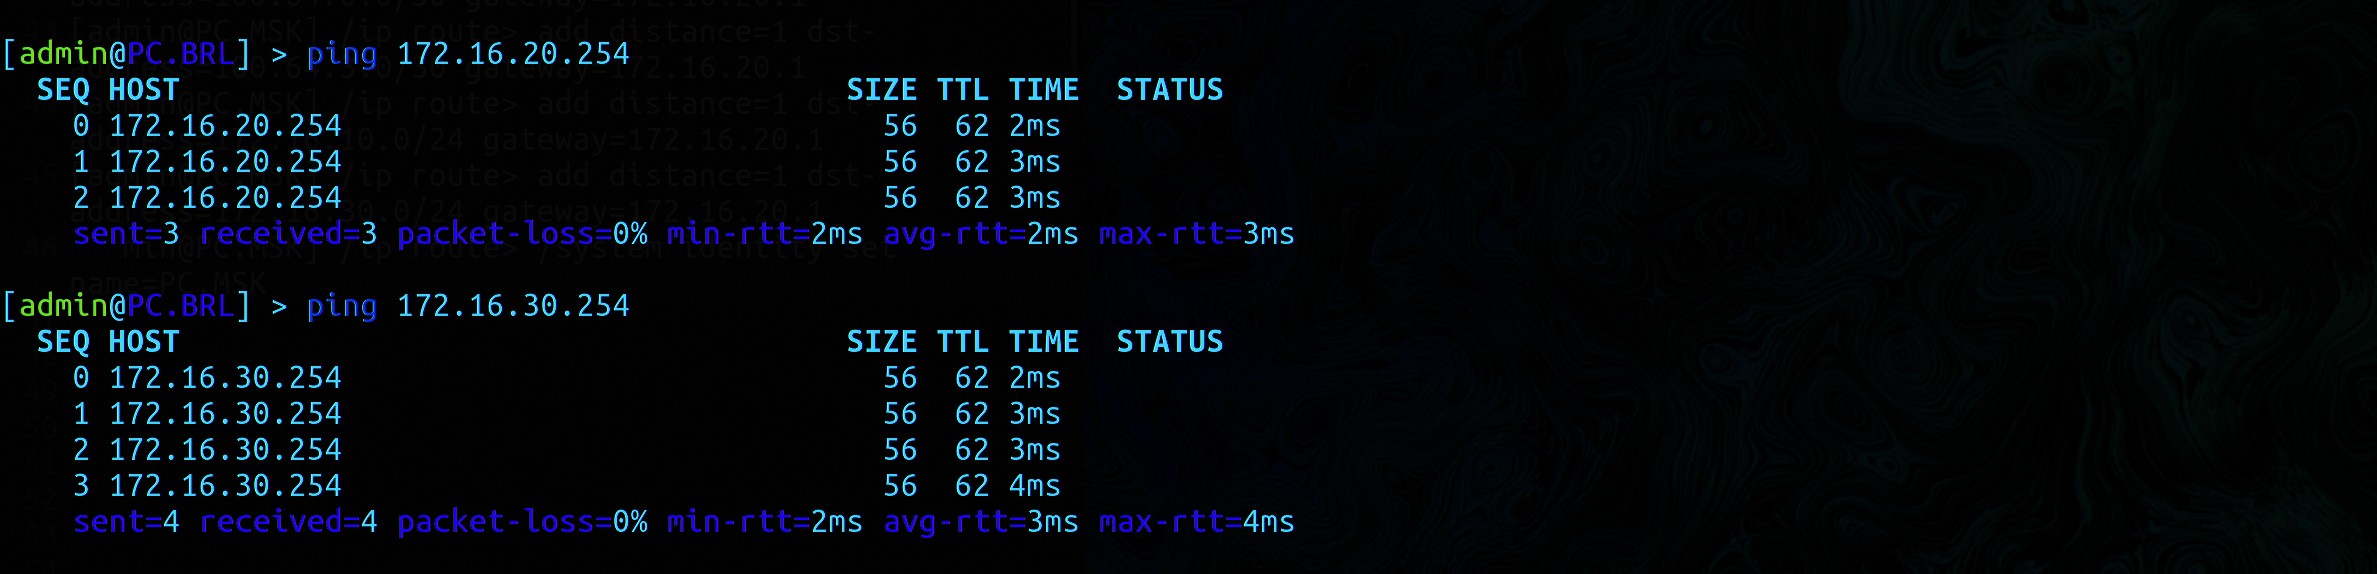 [admin@PC.BRL] > ping 172.16.20.254
  SEQ HOST                                     SIZE TTL TIME  STATUS
    0 172.16.20.254                              56  62 2ms
    1 172.16.20.254                              56  62 3ms
    2 172.16.20.254                              56  62 3ms
    sent=3 received=3 packet-loss=0% min-rtt=2ms avg-rtt=2ms max-rtt=3ms
[admin@PC.BRL] > ping 172.16.30.254
  SEQ HOST                                     SIZE TTL TIME  STATUS
    0 172.16.30.254                              56  62 2ms
    1 172.16.30.254                              56  62 3ms
    2 172.16.30.254                              56  62 3ms
    3 172.16.30.254                              56  62 4ms
    sent=4 received=4 packet-loss=0% min-rtt=2ms avg-rtt=3ms max-rtt=4ms